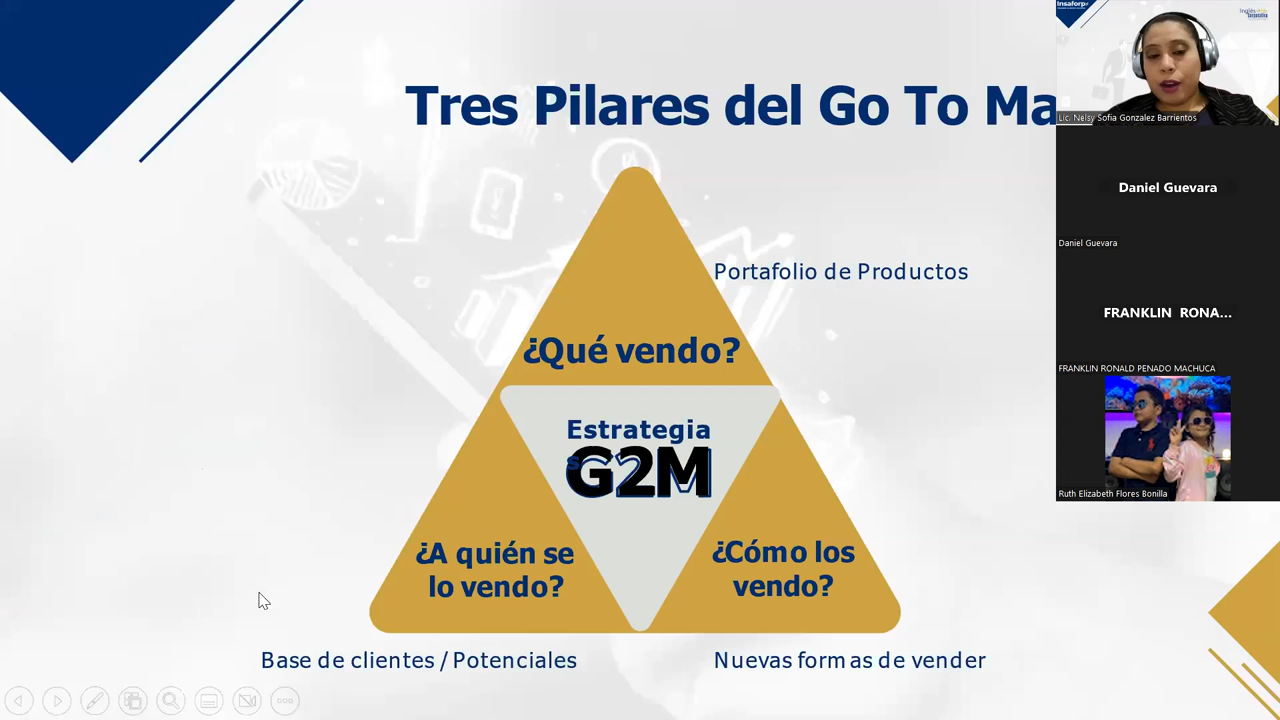 Tres Pilares del Go To Ma
Portafolio de Productos
¿Qué vendo?
Estrategia
s
G2M
¿A quién se
lo vendo?
¿Cómo los
vendo?
Base de clientes / Potenciales
Nuevas formas de vender
Insaforp
Lic. Nelsy Sofia Gonzalez Barrientos
Daniel Guevara
Daniel Guevara
FRANKLIN RONA...
FRANKLIN RONALD PENADO MACHUCA
Ruth Elizabeth Flores Bonilla